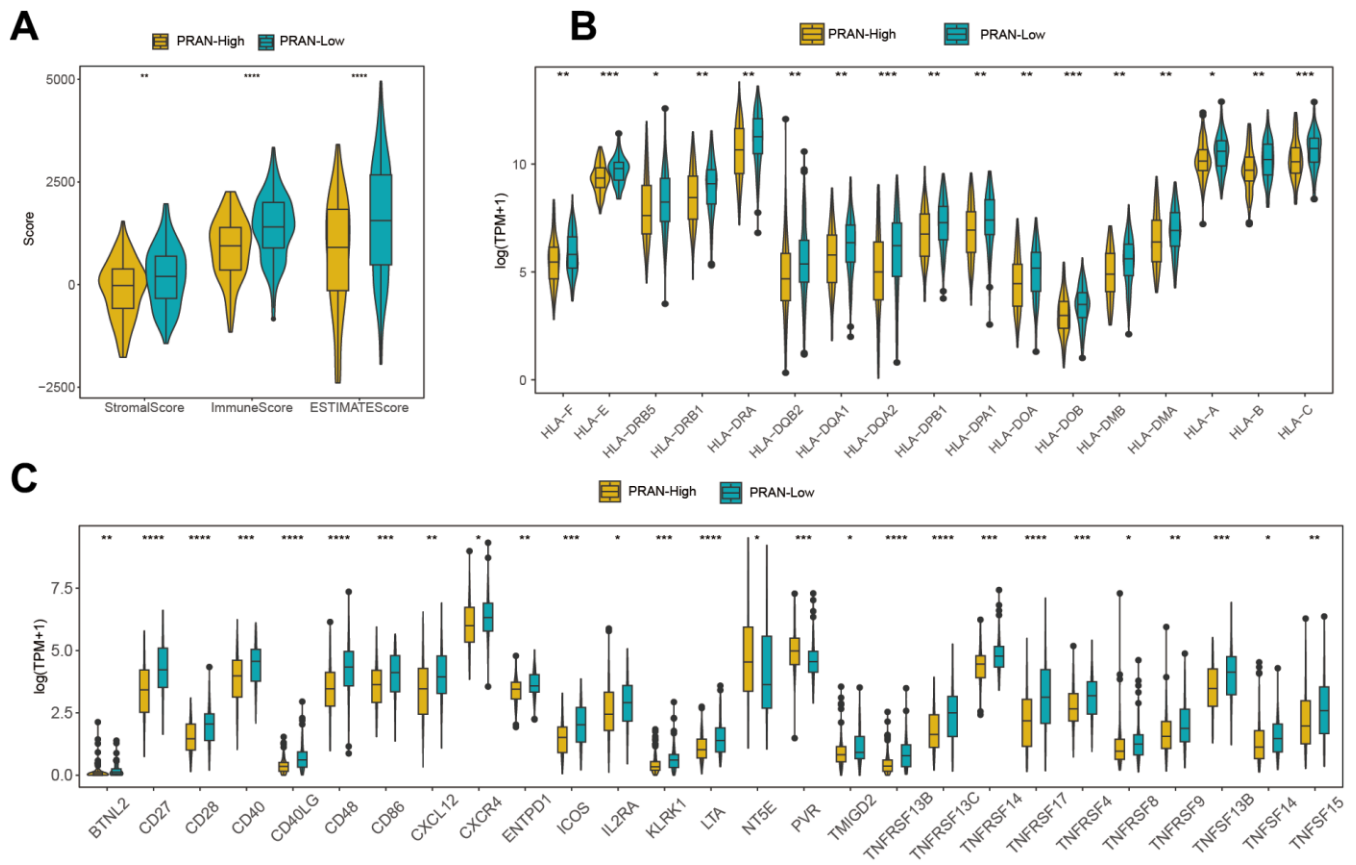 A
PRAN-High PRAN-Low
** **** ****
Score
5000
2500
0
−2500
StromalScore ImmuneScore ESTIMATEScore
B
PRAN-High PRAN-Low
** *** * ** ** ** ** *** ** ** ** *** ** ** * ** ***
log(TPM+1)
10
5
0
HLA−F HLA−E HLA−DRB5 HLA−DRB1 HLA−DRA HLA−DQB2 HLA−DQA1 HLA−DQA2 HLA−DPB1 HLA−DPA1 HLA−DOA HLA−DOB HLA−DMB HLA−DMA HLA−A HLA−B HLA−C
C
PRAN-High PRAN-Low
** **** **** *** **** **** *** ** * ** *** * *** **** * *** * **** **** *** **** *** * ** *** * **
log(TPM+1)
7.5
5.0
2.5
0.0
BTNL2 CD27 CD28 CD40 CD40LG CD48 CD86 CXCL12 CXCR4 ENTPD1 ICOS IL2RA KLRK1 LTA NT5E PVR TMIGD2 TNFRSF13B TNFRSF13C TNFRSF14 TNFRSF17 TNFRSF4 TNFRSF8 TNFRSF9 TNFSF13B TNFSF14 TNFSF15